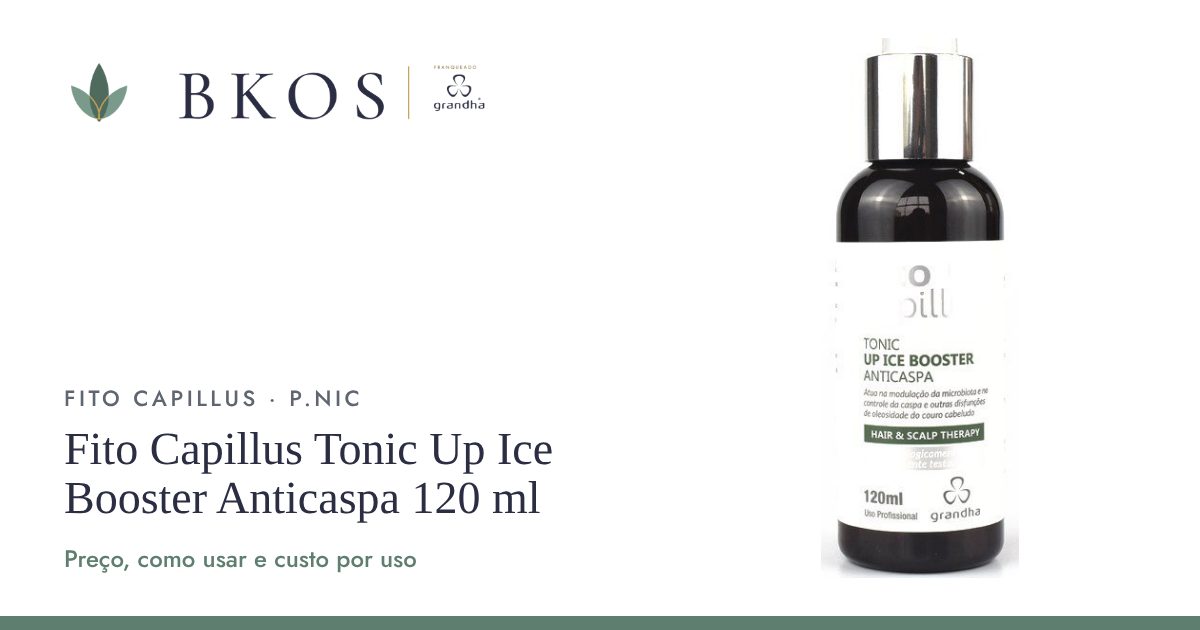 BKOS
FRANQUEADO
grandha
FITO CAPILLUS · P.NIC
Fito Capillus Tonic Up Ice
Booster Anticaspa 120 ml
Preço, como usar e custo por uso
TONIC
UP ICE BOOSTER
ANTICASPA
Atua na modulação da microbiota e no
controle da caspa e outras disfunções
de oleosidade do couro cabeludo
HAIR & SCALP THERAPY
120ml
Uso Profissional
grandha